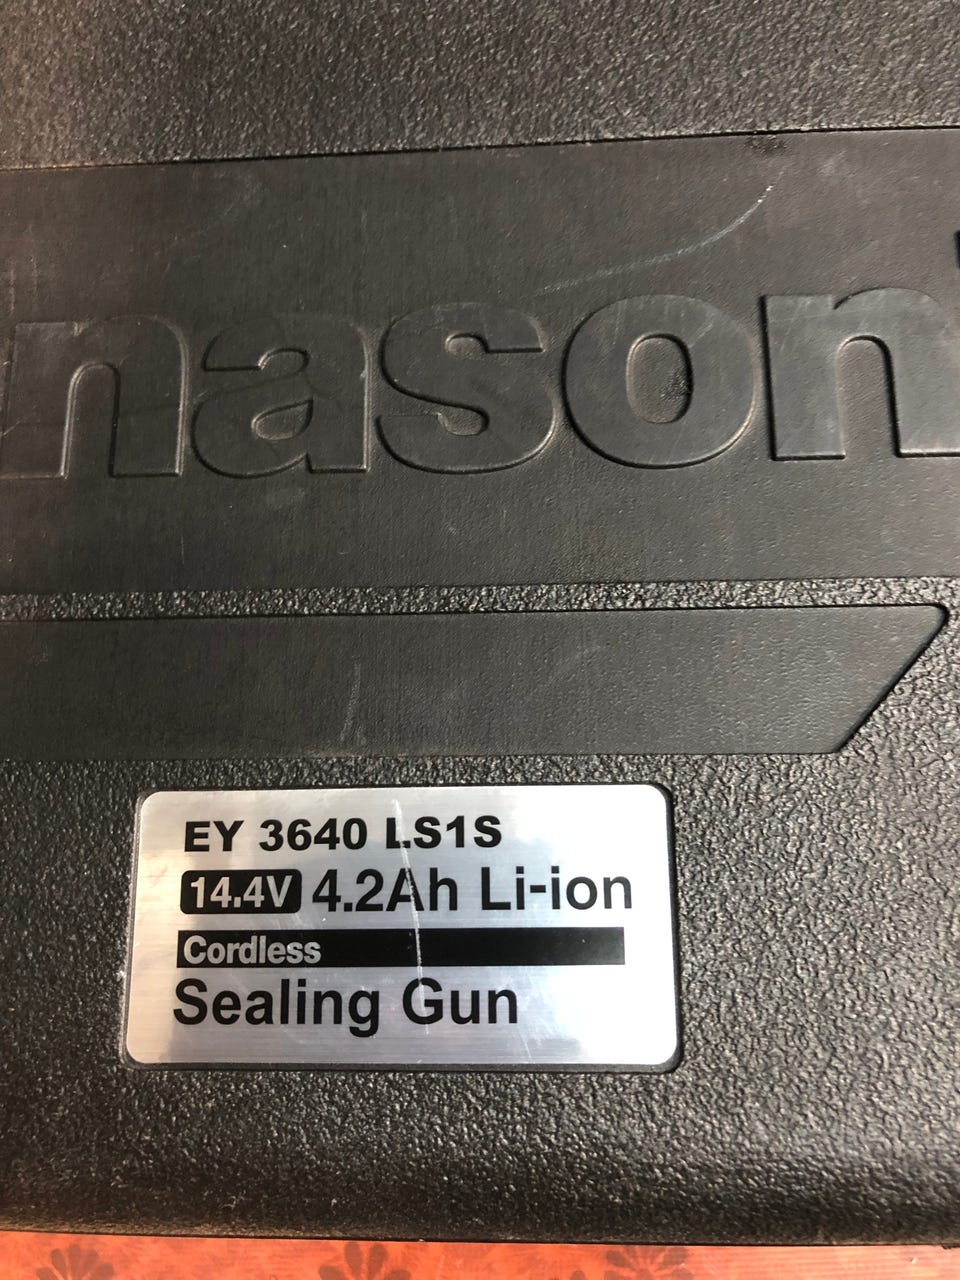 nason
EY 3640 LS1S
14.4V 4.2Ah Li-ion
Cordless
Sealing Gun